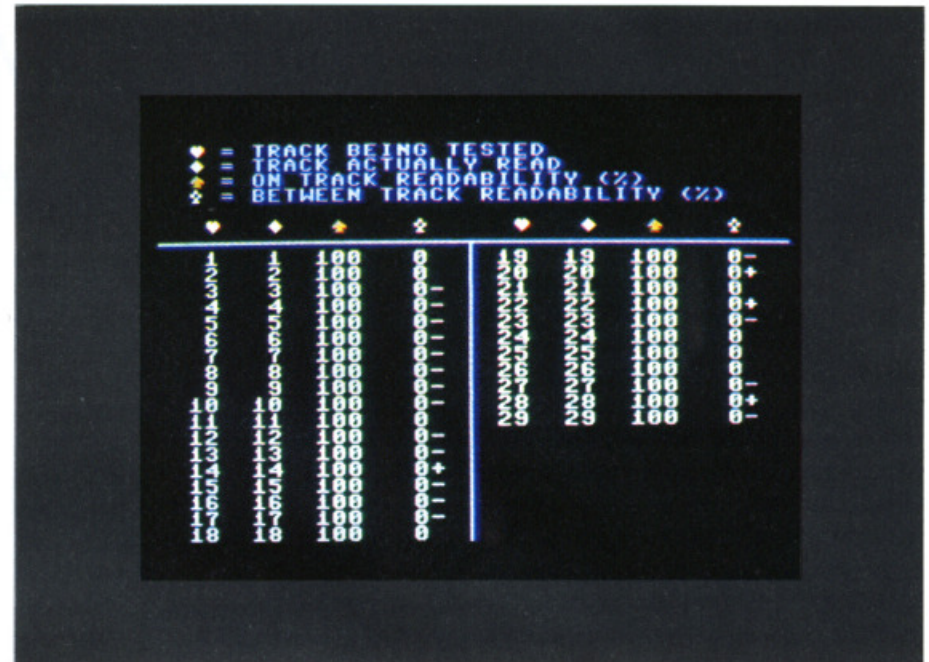 ♥ = TRACK BEING TESTED
♦ = TRACK ACTUALLY READ
♠ = ON TRACK READABILITY (%)
♣ = BETWEEN TRACK READABILITY (%)
♥ ♦ ♠ ♣ ♥ ♦ ♠ ♣
1 1 100 0 19 19 100 0-
2 2 100 0 20 20 100 0+
3 3 100 0- 21 21 100 0
4 4 100 0- 22 22 100 0+
5 5 100 0- 23 23 100 0-
6 6 100 0- 24 24 100 0
7 7 100 0- 25 25 100 0
8 8 100 0- 26 26 100 0
9 9 100 0- 27 27 100 0-
10 10 100 0- 28 28 100 0+
11 11 100 0 29 29 100 0-
12 12 100 0-
13 13 100 0-
14 14 100 0+
15 15 100 0-
16 16 100 0-
17 17 100 0-
18 18 100 0